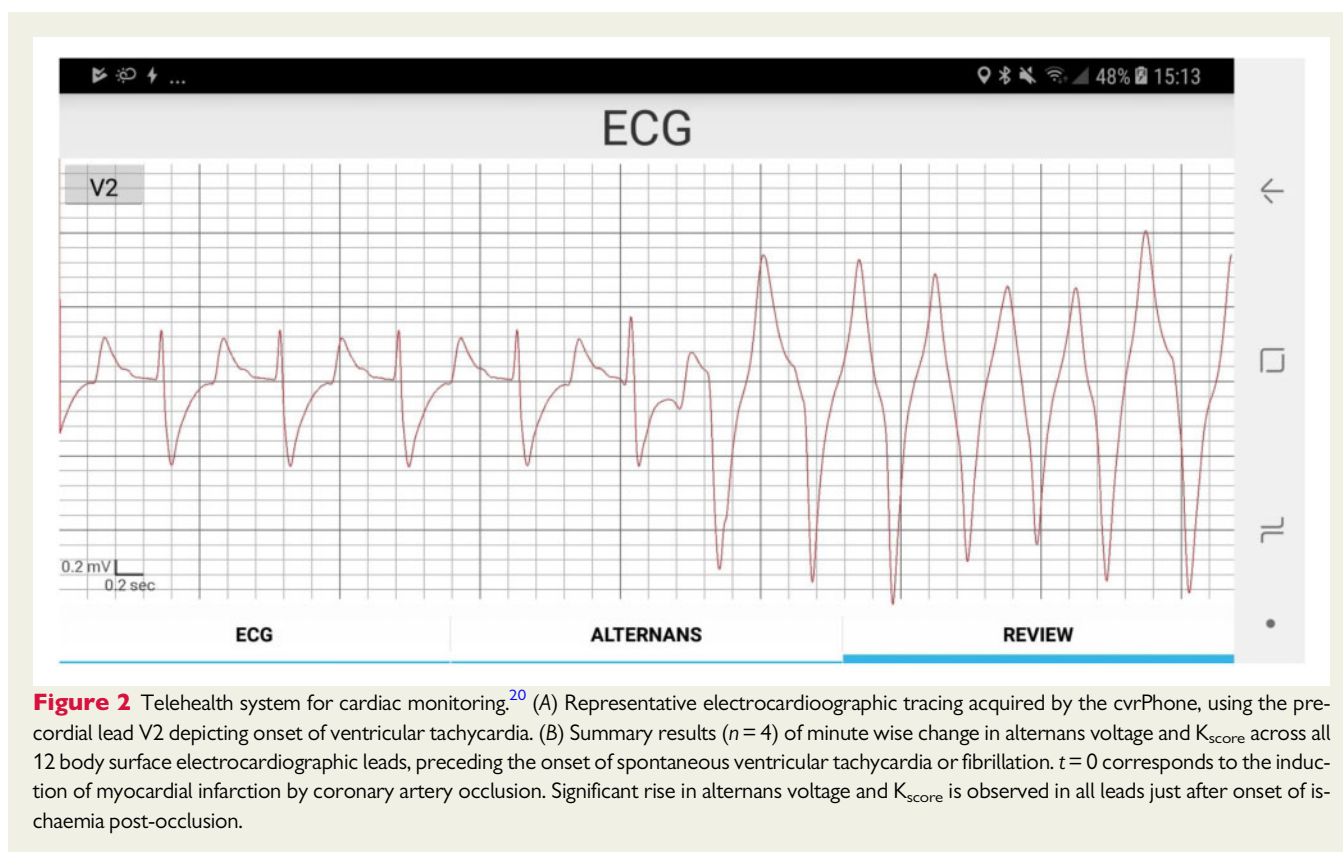 ... 48% 15:13
ECG
V2
0.2 mV
0.2 sec
ECG ALTERNANS REVIEW
Figure 2 Telehealth system for cardiac monitoring.20 (A) Representative electrocardioographic tracing acquired by the cvrPhone, using the pre-
cordial lead V2 depicting onset of ventricular tachycardia. (B) Summary results (n = 4) of minute wise change in alternans voltage and Kscore across all
12 body surface electrocardiographic leads, preceding the onset of spontaneous ventricular tachycardia or fibrillation. t = 0 corresponds to the induc-
tion of myocardial infarction by coronary artery occlusion. Significant rise in alternans voltage and Kscore is observed in all leads just after onset of is-
chaemia post-occlusion.